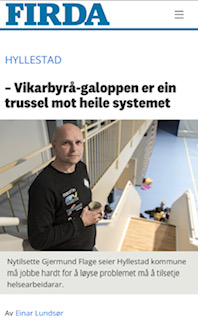 FIRDA
HYLLESTAD
– Vikarbyrå-galoppen er ein
trussel mot heile systemet
Nytilsette Gjermund Flage seier Hyllestad kommune
må jobbe hardt for å løyse problemet må å tilsetje
helsearbeidarar.
Av Einar Lundsør